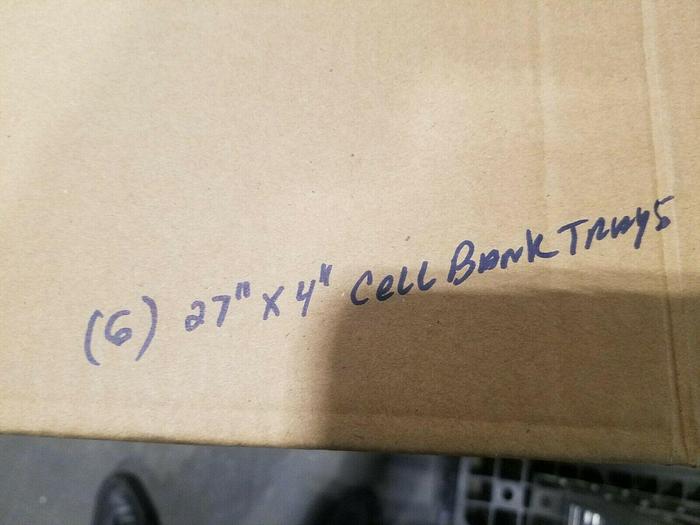 (6) 27" X 4" Cell Bank Trays